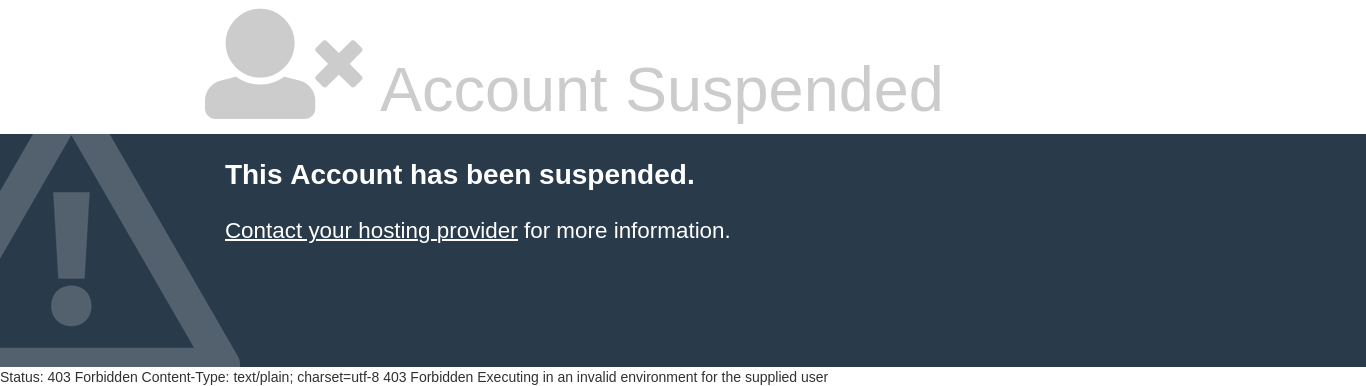 Account Suspended
This Account has been suspended.
Contact your hosting provider for more information.
Status: 403 Forbidden Content-Type: text/plain; charset=utf-8 403 Forbidden Executing in an invalid environment for the supplied user